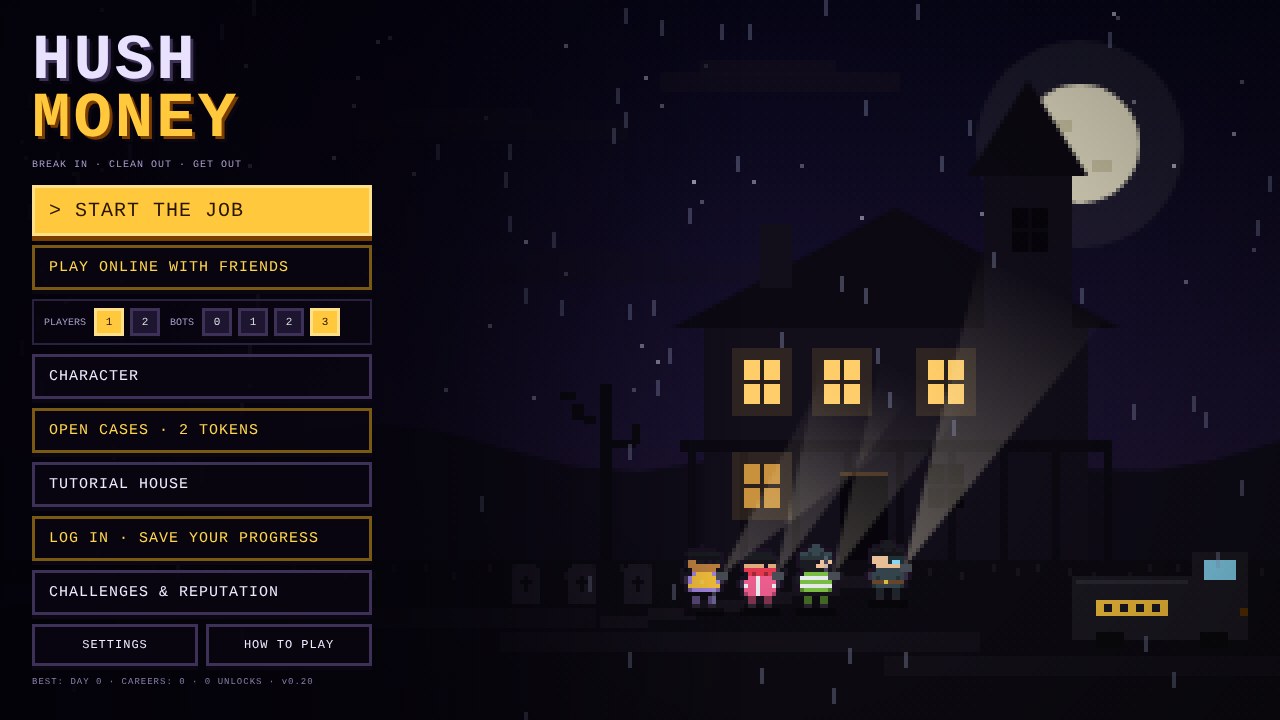 HUSH
MONEY
BREAK IN · CLEAN OUT · GET OUT
> START THE JOB
PLAY ONLINE WITH FRIENDS
PLAYERS 1 2 BOTS 0 1 2 3
CHARACTER
OPEN CASES · 2 TOKENS
TUTORIAL HOUSE
LOG IN · SAVE YOUR PROGRESS
CHALLENGES & REPUTATION
SETTINGS HOW TO PLAY
BEST: DAY 0 · CAREERS: 0 · 0 UNLOCKS · v0.20